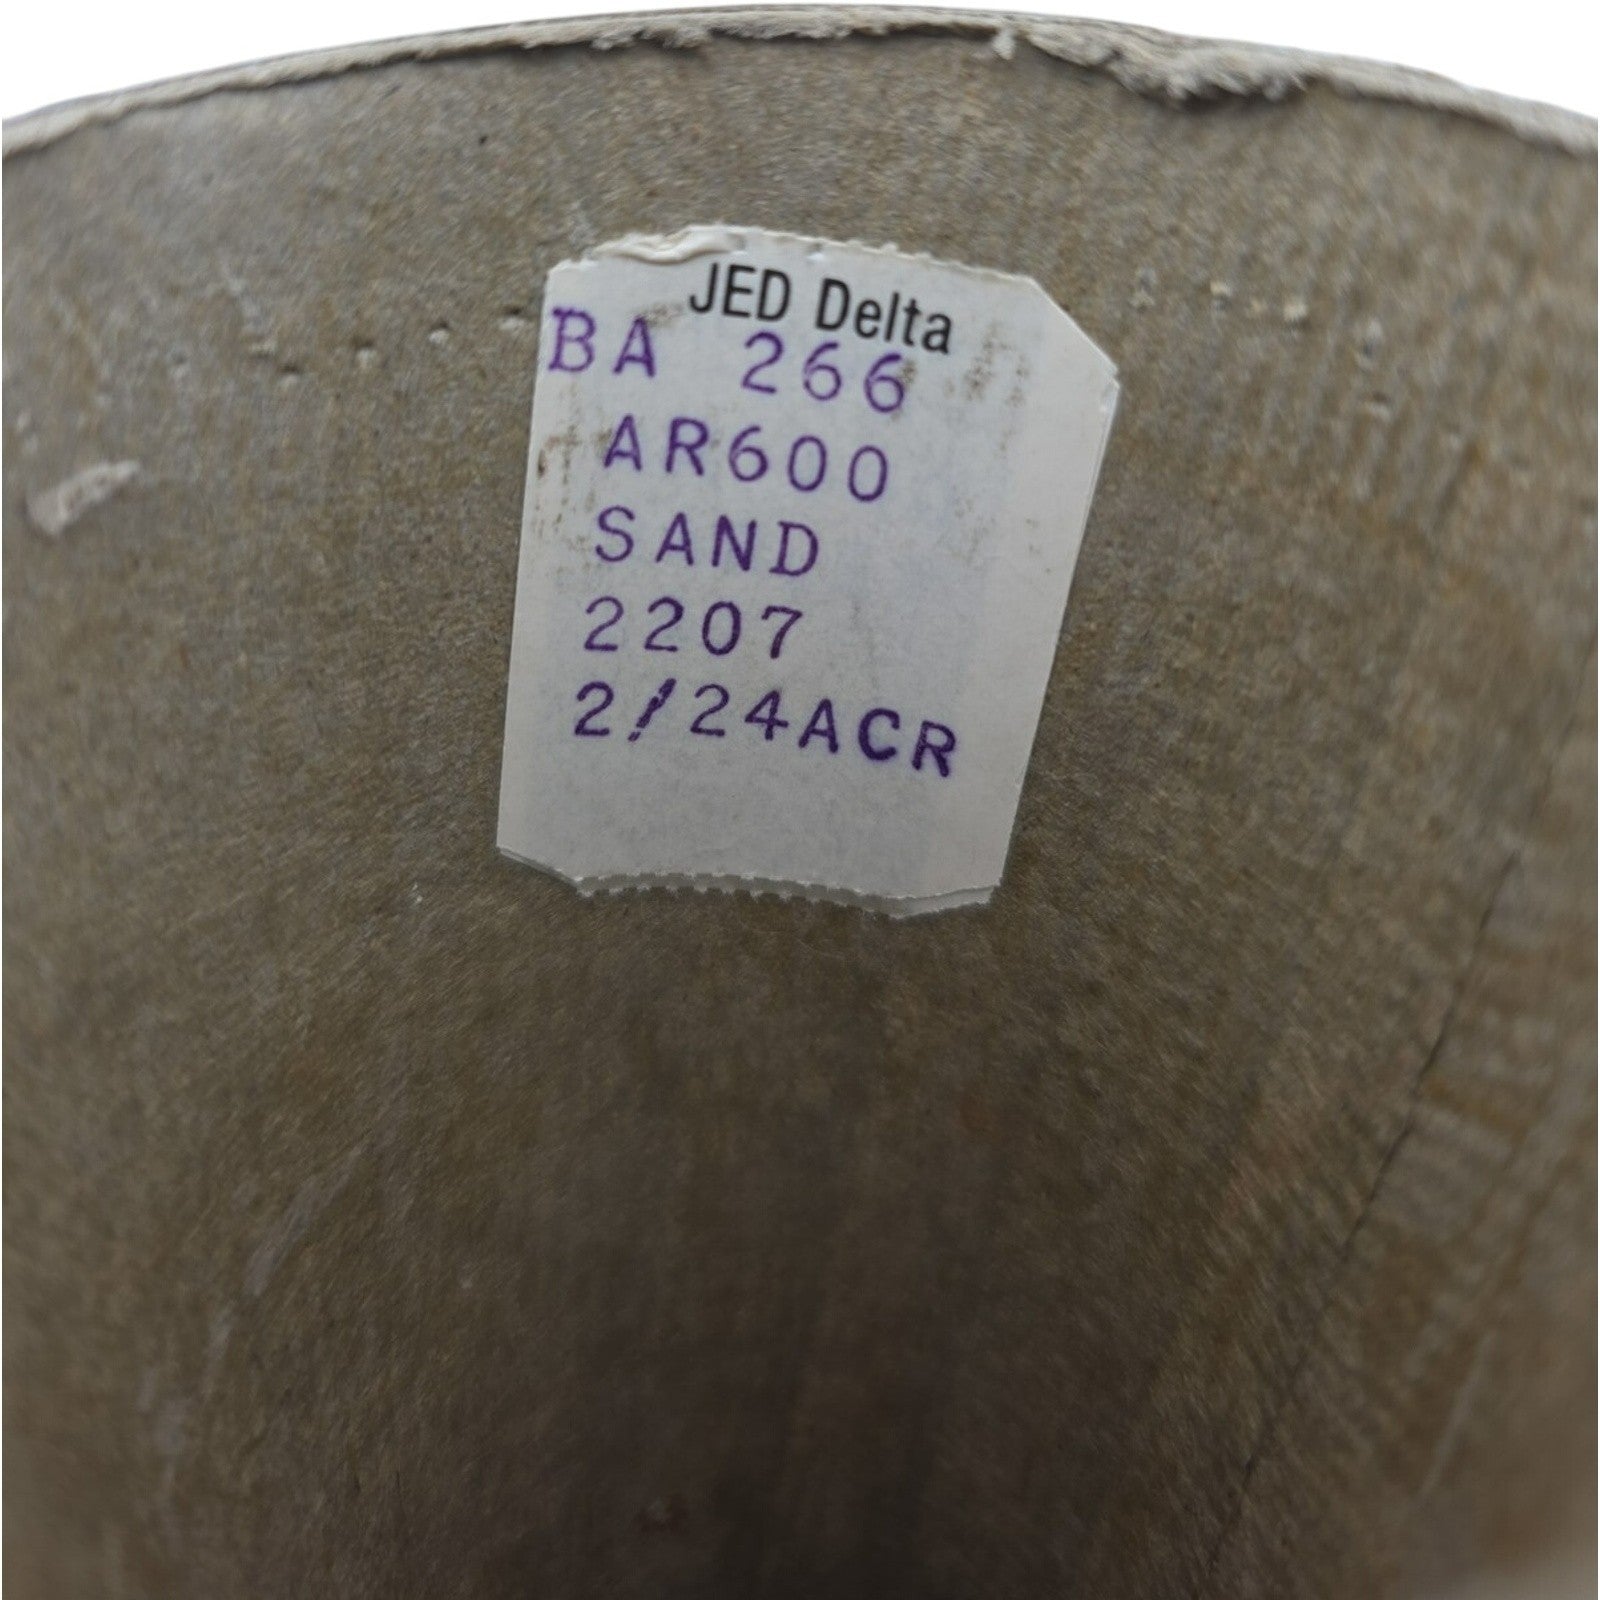 JED Delta
BA 266
AR600
SAND
2207
2/24ACR